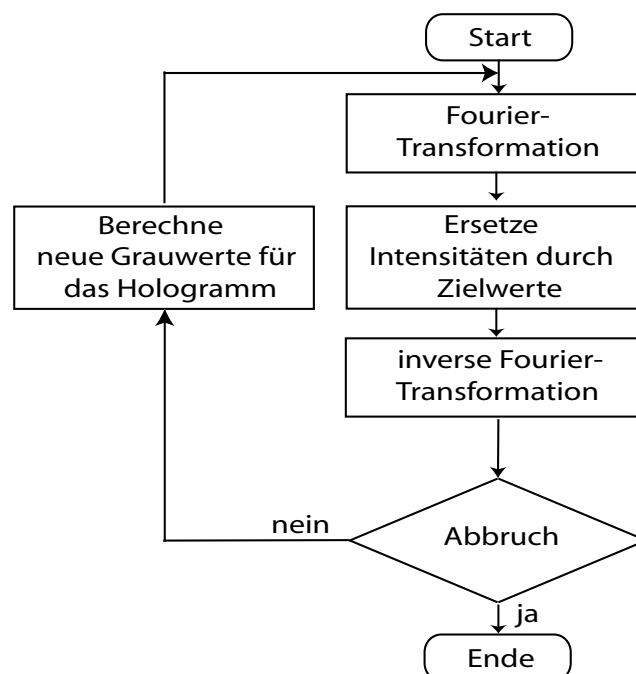 Start
Fourier-
Transformation
Ersetze
Intensitäten durch
Zielwerte
inverse Fourier-
Transformation
Abbruch
nein
Berechne
neue Grauwerte für
das Hologramm
ja
Ende